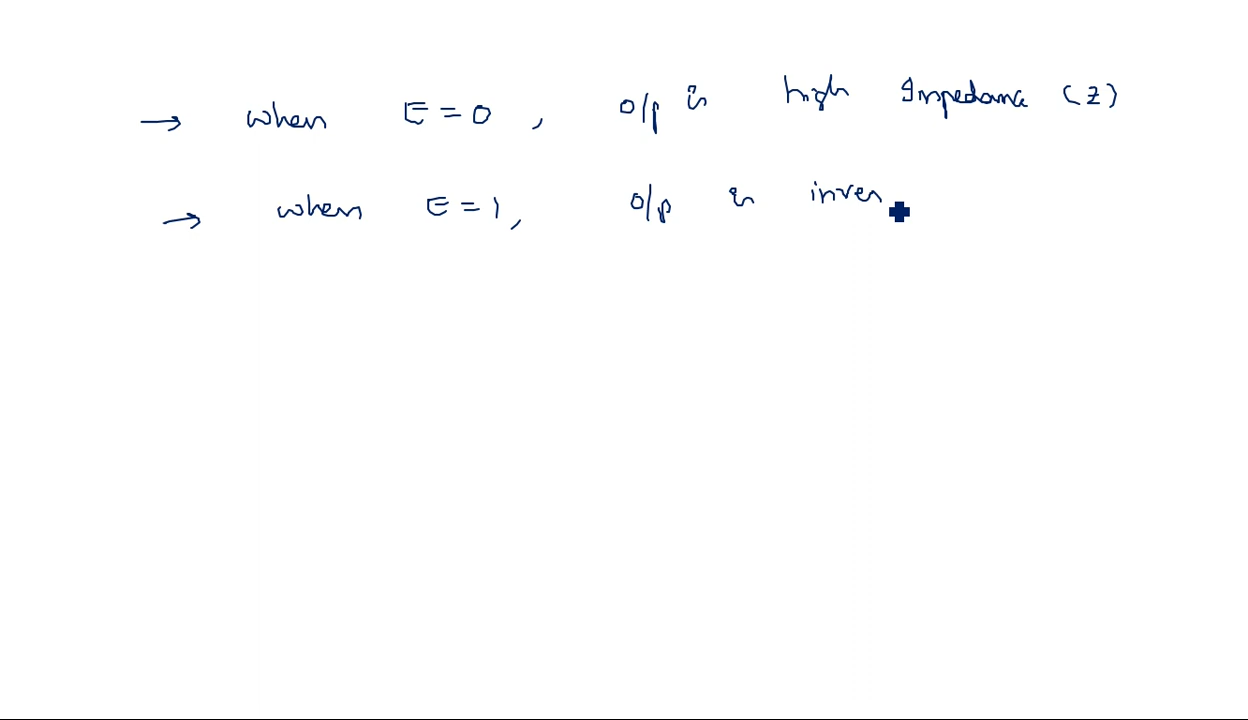 → when E = 0 , o/p is high Impedance (Z)
→ when E = 1 , o/p is inver